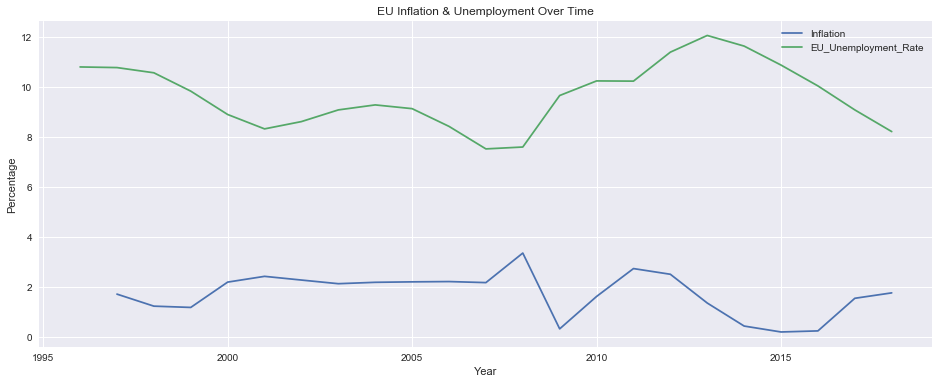 EU Inflation & Unemployment Over Time
Inflation
EU_Unemployment_Rate
12
10
8
6
4
2
0
Percentage
1995
2000
2005
2010
2015
Year